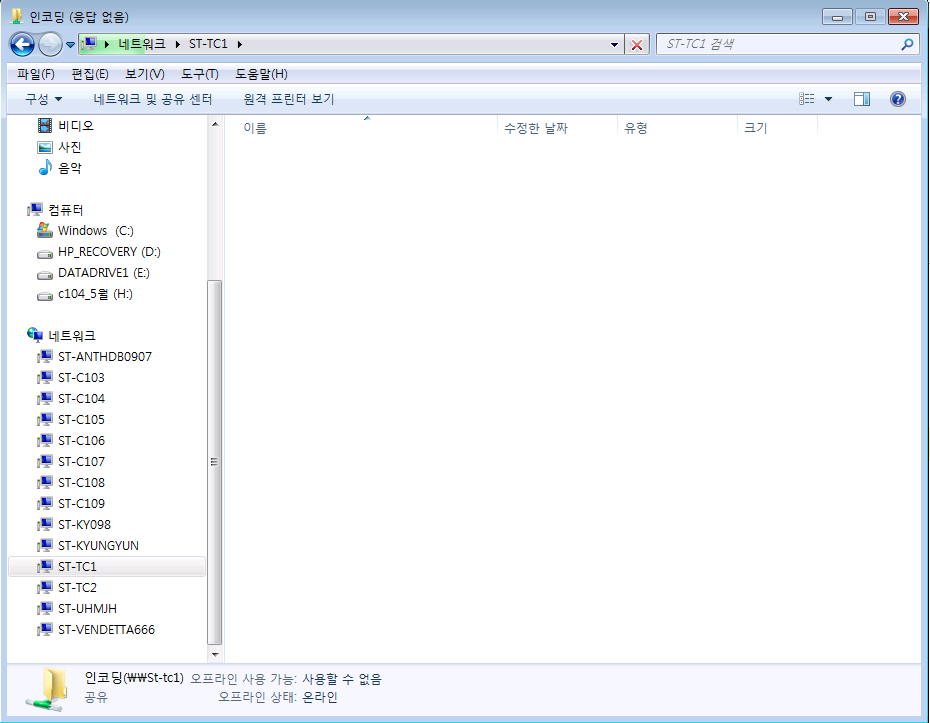 인코딩 (응답 없음)
네트워크 ST-TC1 ST-TC1 검색
파일(F) 편집(E) 보기(V) 도구(T) 도움말(H)
구성 네트워크 및 공유 센터 원격 프린터 보기
이름 수정한 날짜 유형 크기
비디오
사진
음악
컴퓨터
Windows (C:)
HP_RECOVERY (D:)
DATADRIVE1 (E:)
c104_5월 (H:)
네트워크
ST-ANTHDB0907
ST-C103
ST-C104
ST-C105
ST-C106
ST-C107
ST-C108
ST-C109
ST-KY098
ST-KYUNGYUN
ST-TC1
ST-TC2
ST-UHMJH
ST-VENDETTA666
인코딩(₩₩St-tc1) 오프라인 사용 가능: 사용할 수 없음
공유 오프라인 상태: 온라인